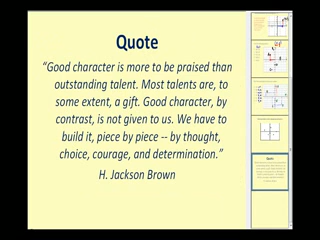 Quote
“Good character is more to be praised than
outstanding talent. Most talents are, to
some extent, a gift. Good character, by
contrast, is not given to us. We have to
build it, piece by piece -- by thought,
choice, courage, and determination.”
H. Jackson Brown